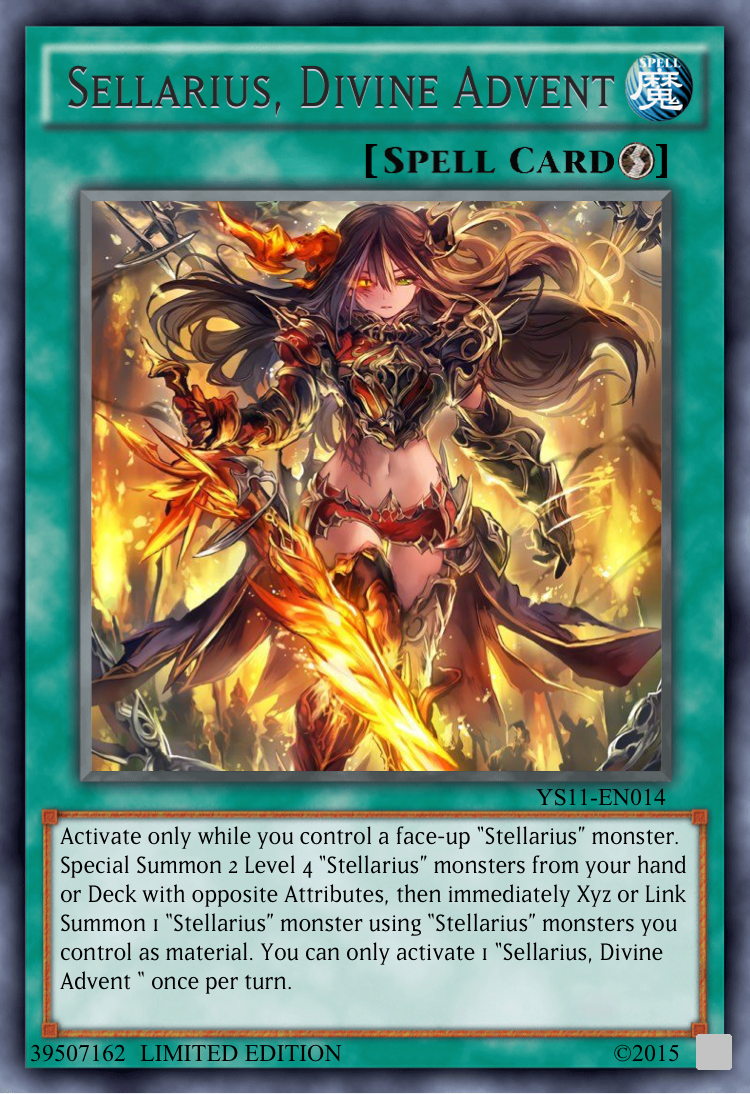 Sellarius, Divine Advent
SPELL
魔
[Spell Card]
YS11-EN014
Activate only while you control a face-up “Stellarius” monster.
Special Summon 2 Level 4 “Stellarius” monsters from your hand
or Deck with opposite Attributes, then immediately Xyz or Link
Summon 1 “Stellarius” monster using “Stellarius” monsters you
control as material. You can only activate 1 “Sellarius, Divine
Advent “ once per turn.
39507162 LIMITED EDITION
©2015